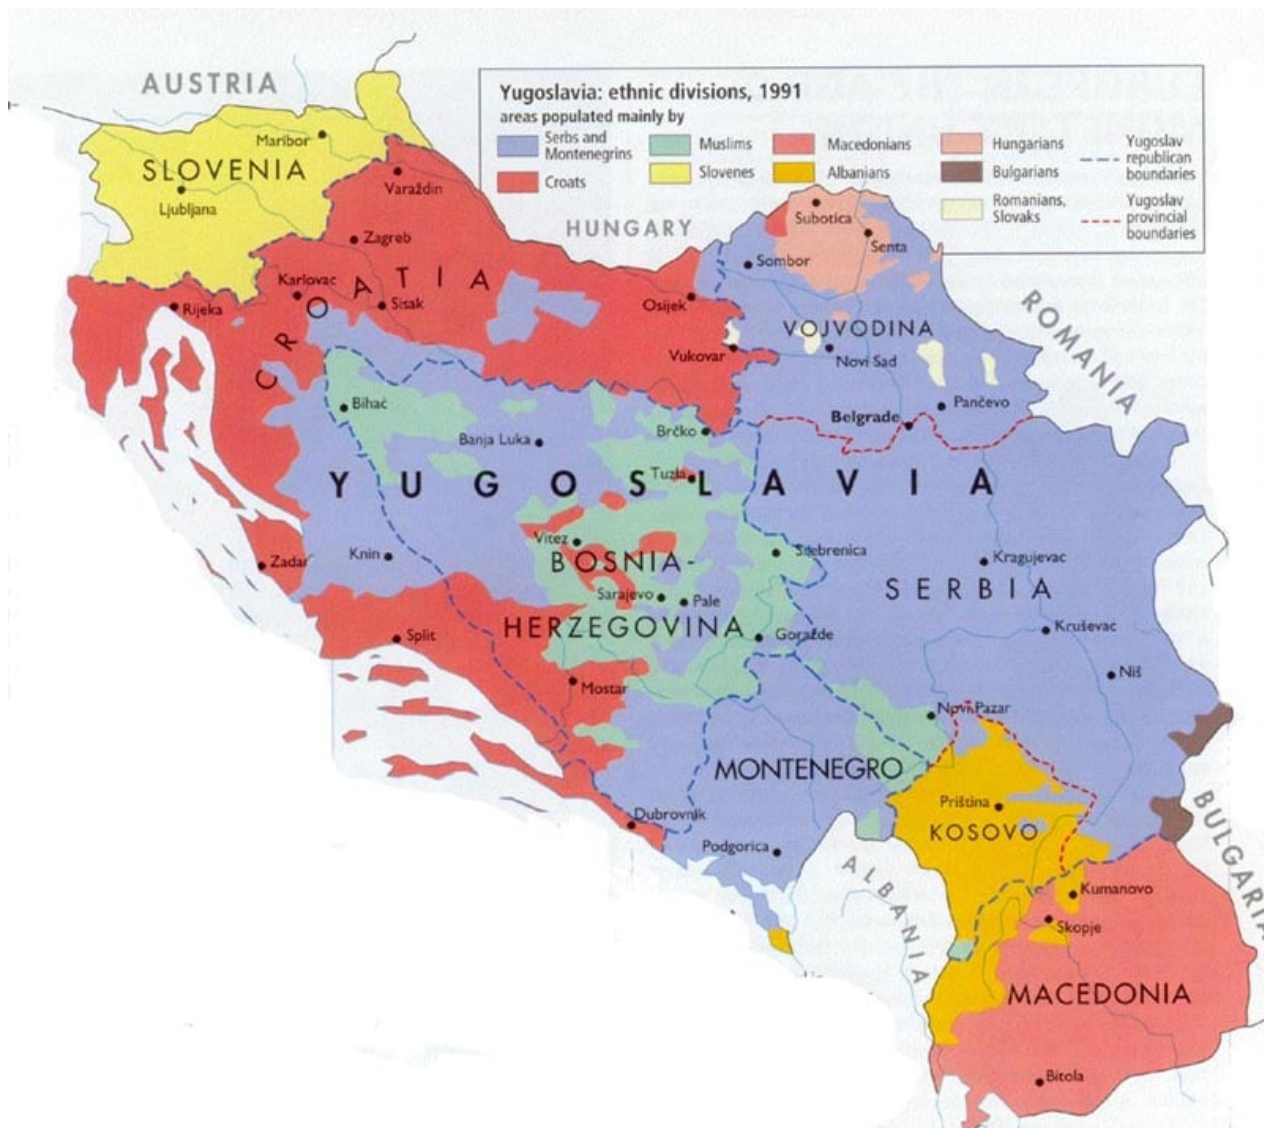 AUSTRIA
Yugoslavia: ethnic divisions, 1991
areas populated mainly by
Serbs and
Montenegrins
Croats
Muslims
Slovenes
Macedonians
Albanians
Hungarians
Bulgarians
Romanians,
Slovaks
Yugoslav
republican
boundaries
Yugoslav
provincial
boundaries
Maribor
SLOVENIA
Ljubljana
Varaždin
Zagreb
HUNGARY
Subotica
Senta
Sombor
Karlovac
CROATIA
Sisak
Rijeka
Osijek
ROMANIA
VOJVODINA
Vukovar
Novi Sad
Bihać
Pančevo
Belgrade
Banja Luka
Brčko
Tuzla
YUGOSLAVIA
Vitez
Knin
Zadar
BOSNIA-
Srebrenica
Kragujevac
SERBIA
Sarajevo
Pale
HERZEGOVINA
Goražde
Kruševac
Split
Niš
Mostar
Novi Pazar
MONTENEGRO
Priština
KOSOVO
Dubrovnik
Podgorica
BULGARIA
ALBANIA
Kumanovo
Skopje
MACEDONIA
Bitola